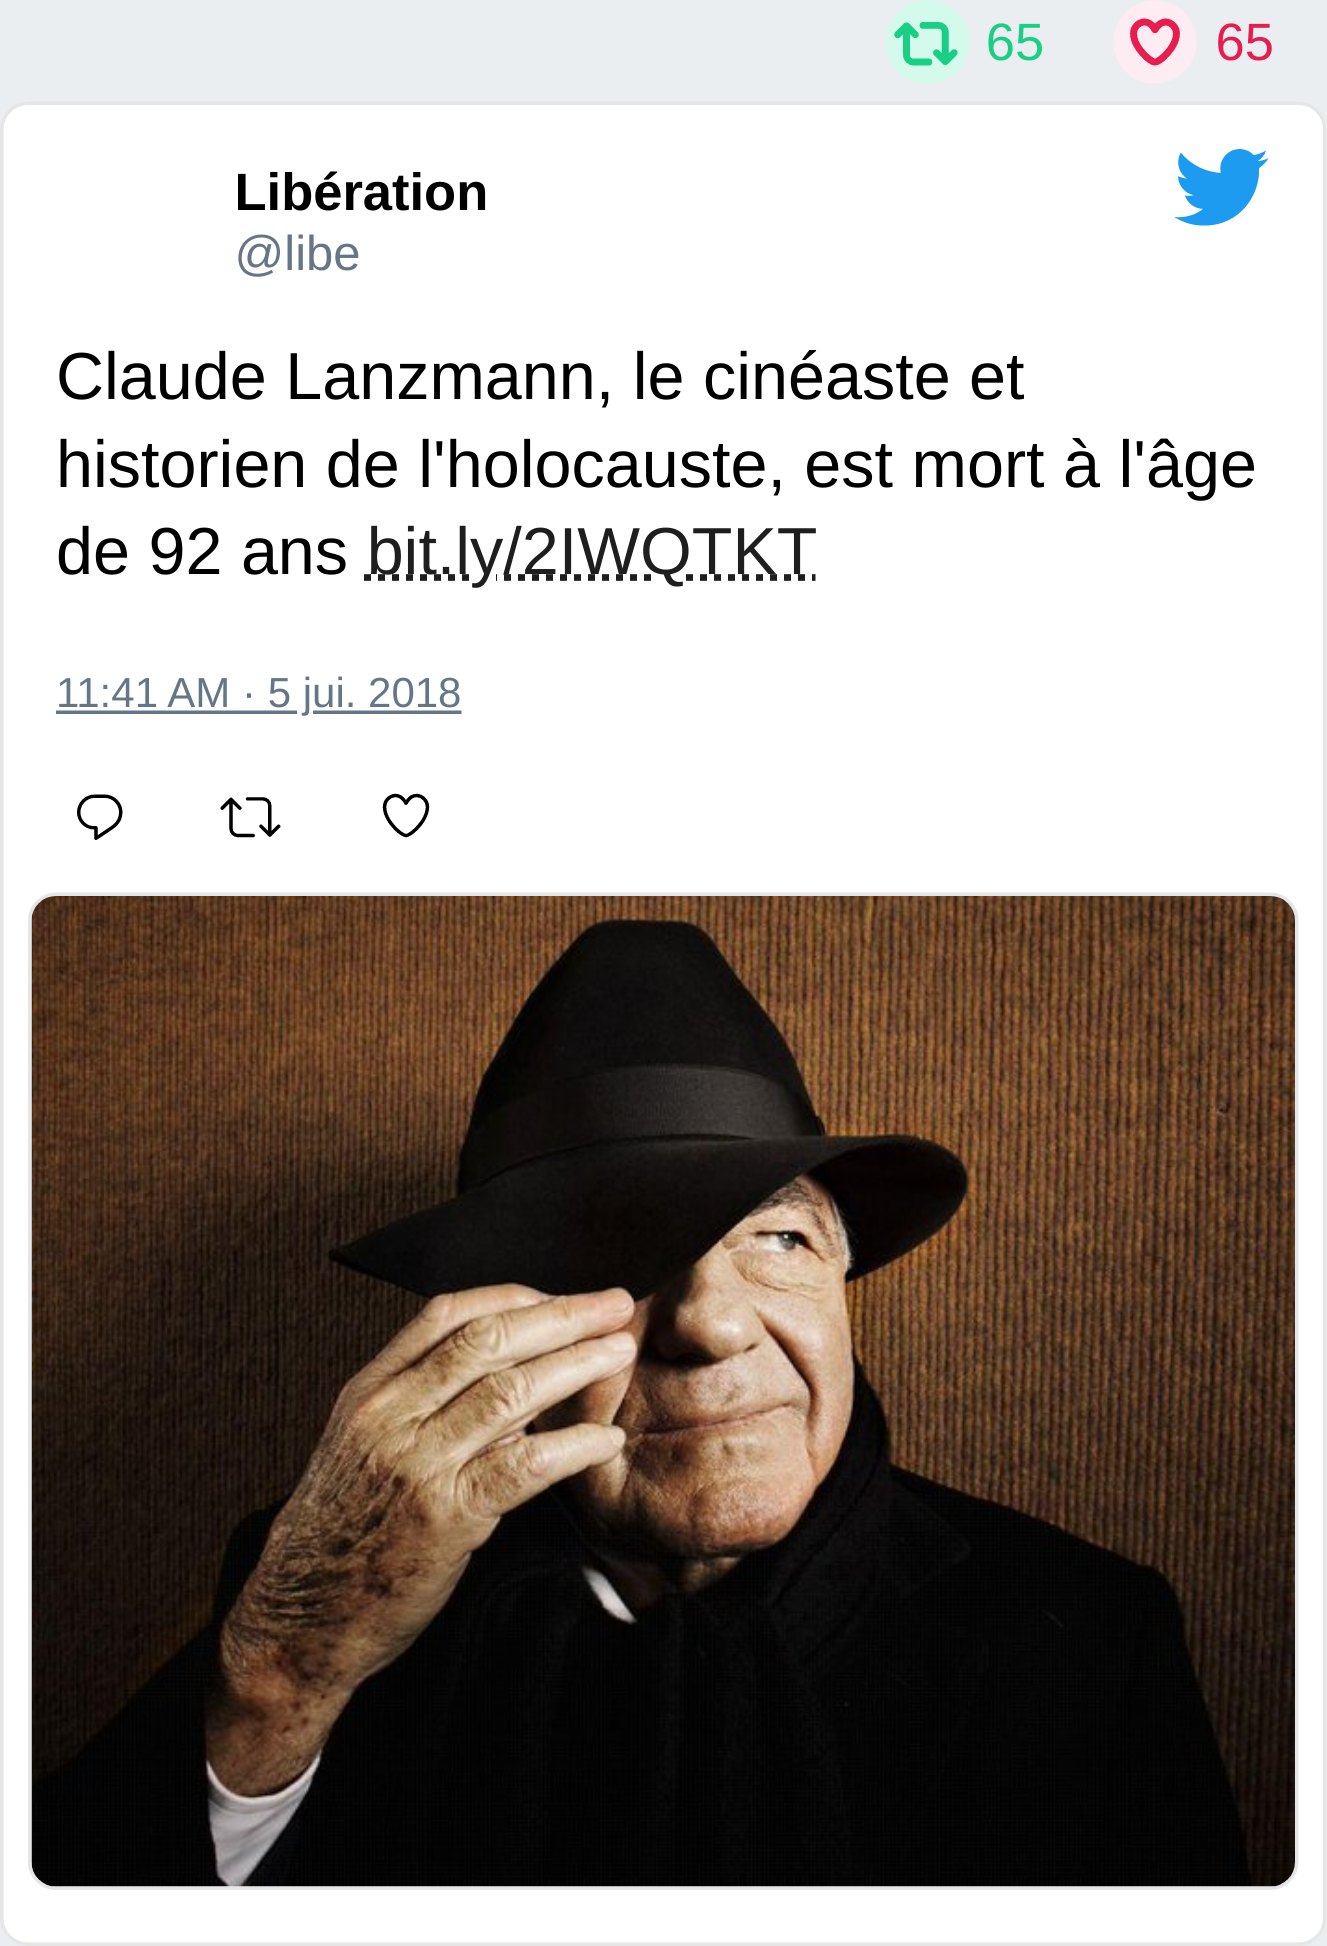 65 65
Libération
@libe
Claude Lanzmann, le cinéaste et
historien de l'holocauste, est mort à l'âge
de 92 ans bit.ly/2IWQTKT
11:41 AM · 5 jui. 2018